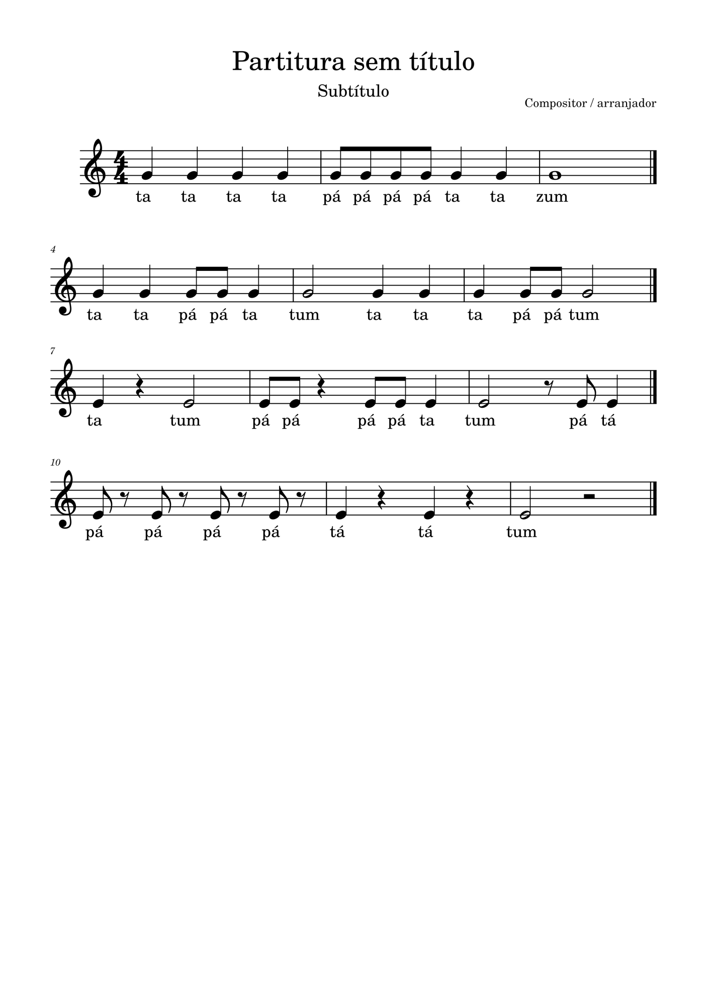 Partitura sem título
Subtítulo
Compositor / arranjador
4
4
ta ta ta ta pá pá pá pá ta ta zum
4
ta ta pá pá ta tum ta ta ta pá pá tum
7
ta tum pá pá pá pá ta tum pá tá
10
pá pá pá pá tá tá tum